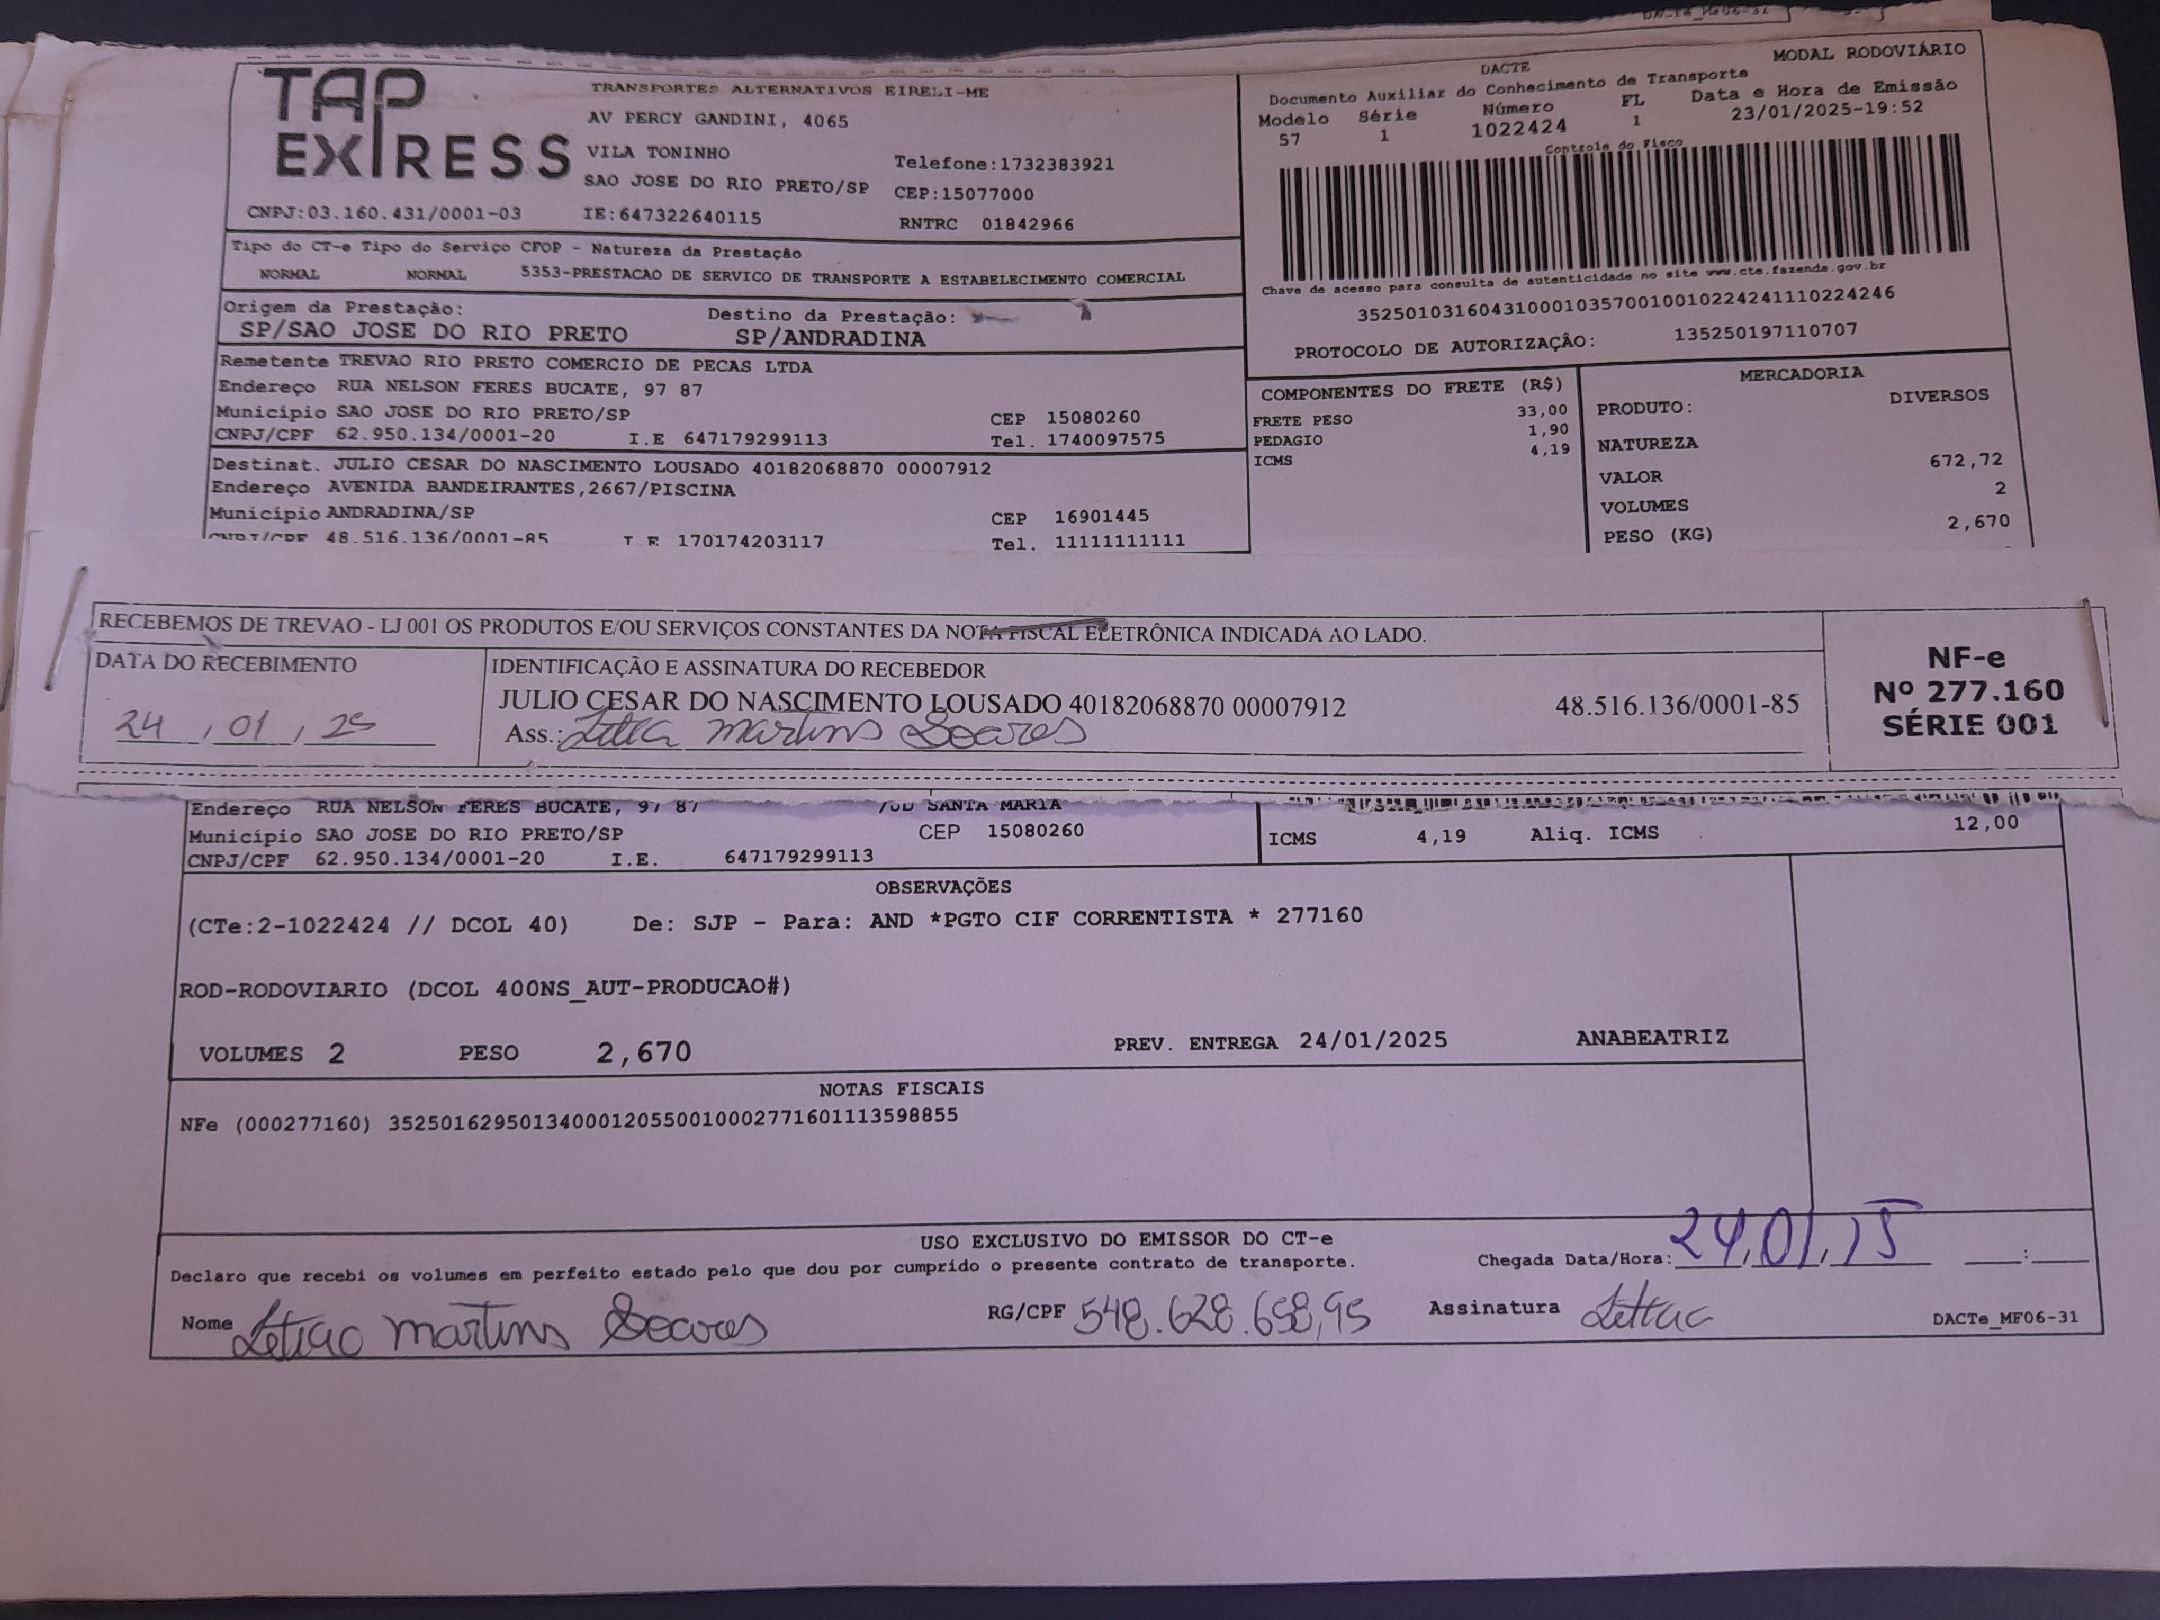 TAP EXPRESS
TRANSPORTES ALTERNATIVOS EIRELI-ME
AV PERCY GANDINI, 4065
VILA TONINHO
Telefone:1732383921
SAO JOSE DO RIO PRETO/SP CEP:15077000
CNPJ:03.160.431/0001-03 IE:647322640115 RNTRC 01842966
DACTE MODAL RODOVIÁRIO
Documento Auxiliar do Conhecimento de Transporte
Modelo Série Número FL Data e Hora de Emissão
57 1 1022424 1 23/01/2025-19:52
Controle do Fisco
Chave de acesso para consulta de autenticidade no site www.cte.fazenda.gov.br
35250103160431000103570010010224241110224246
PROTOCOLO DE AUTORIZAÇÃO: 135250197110707
Tipo do CT-e Tipo do Serviço CFOP - Natureza da Prestação
NORMAL NORMAL 5353-PRESTACAO DE SERVICO DE TRANSPORTE A ESTABELECIMENTO COMERCIAL
Origem da Prestação: Destino da Prestação:
SP/SAO JOSE DO RIO PRETO SP/ANDRADINA
Remetente TREVAO RIO PRETO COMERCIO DE PECAS LTDA
Endereço RUA NELSON FERES BUCATE, 97 87
Município SAO JOSE DO RIO PRETO/SP CEP 15080260
CNPJ/CPF 62.950.134/0001-20 I.E 647179299113 Tel. 1740097575
Destinat. JULIO CESAR DO NASCIMENTO LOUSADO 40182068870 00007912
Endereço AVENIDA BANDEIRANTES,2667/PISCINA
Município ANDRADINA/SP CEP 16901445
CNPJ/CPF 48.516.136/0001-85 I.E 170174203117 Tel. 11111111111
COMPONENTES DO FRETE (R$)
FRETE PESO 33,00
PEDAGIO 1,90
ICMS 4,19
MERCADORIA
PRODUTO: DIVERSOS
NATUREZA
VALOR 672,72
VOLUMES 2
PESO (KG) 2,670
RECEBEMOS DE TREVAO - LJ 001 OS PRODUTOS E/OU SERVIÇOS CONSTANTES DA NOTA FISCAL ELETRÔNICA INDICADA AO LADO.
DATA DO RECEBIMENTO
24,01,25
IDENTIFICAÇÃO E ASSINATURA DO RECEBEDOR
JULIO CESAR DO NASCIMENTO LOUSADO 40182068870 00007912 48.516.136/0001-85
Ass.: martins Soares
NF-e
Nº 277.160
SÉRIE 001
Endereço RUA NELSON FERES BUCATE, 97 87 /JD SANTA MARIA
Município SAO JOSE DO RIO PRETO/SP CEP 15080260
CNPJ/CPF 62.950.134/0001-20 I.E. 647179299113
ICMS 4,19 Aliq. ICMS 12,00
OBSERVAÇÕES
(CTe:2-1022424 // DCOL 40) De: SJP - Para: AND *PGTO CIF CORRENTISTA * 277160
ROD-RODOVIARIO (DCOL 400NS_AUT-PRODUCAO#)
VOLUMES 2 PESO 2,670 PREV. ENTREGA 24/01/2025 ANABEATRIZ
NOTAS FISCAIS
NFe (000277160) 35250162950134000120550010002771601113598855
USO EXCLUSIVO DO EMISSOR DO CT-e
Declaro que recebi os volumes em perfeito estado pelo que dou por cumprido o presente contrato de transporte.
Chegada Data/Hora: 24,01, :
Nome Leticia martins Soares RG/CPF 548.628.658,95 Assinatura
DACTe_MF06-31